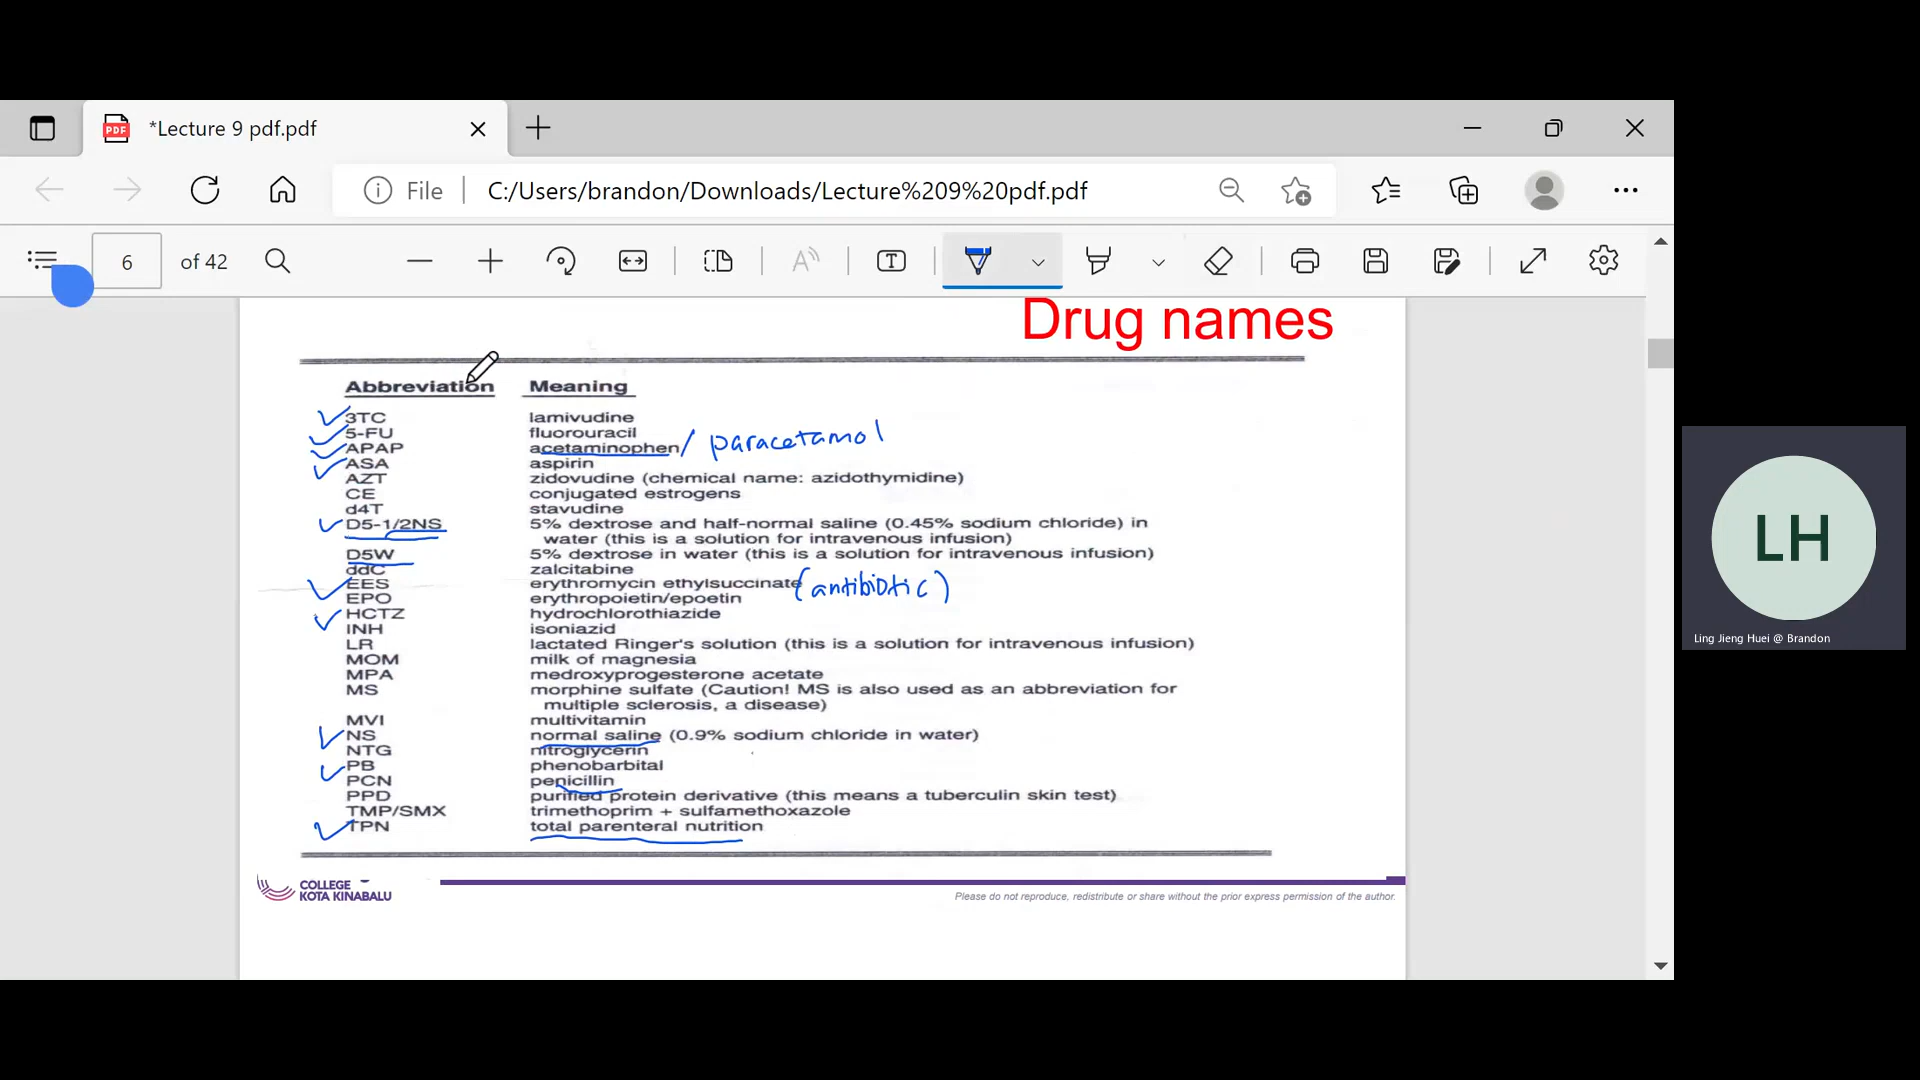 *Lecture 9 pdf.pdf
File
C:/Users/brandon/Downloads/Lecture%209%20pdf.pdf
6 of 42
Drug names
Abbreviation Meaning
3TC lamivudine
5-FU fluorouracil
APAP acetaminophen / paracetamol
ASA aspirin
AZT zidovudine (chemical name: azidothymidine)
CE conjugated estrogens
d4T stavudine
D5-1/2NS 5% dextrose and half-normal saline (0.45% sodium chloride) in
water (this is a solution for intravenous infusion)
D5W 5% dextrose in water (this is a solution for intravenous infusion)
ddC zalcitabine
EES erythromycin ethylsuccinate (antibiotic)
EPO erythropoietin/epoetin
HCTZ hydrochlorothiazide
INH isoniazid
LR lactated Ringer's solution (this is a solution for intravenous infusion)
MOM milk of magnesia
MPA medroxyprogesterone acetate
MS morphine sulfate (Caution! MS is also used as an abbreviation for
multiple sclerosis, a disease)
MVI multivitamin
NS normal saline (0.9% sodium chloride in water)
NTG nitroglycerin
PB phenobarbital
PCN penicillin
PPD purified protein derivative (this means a tuberculin skin test)
TMP/SMX trimethoprim + sulfamethoxazole
TPN total parenteral nutrition
COLLEGE
KOTA KINABALU
Please do not reproduce, redistribute or share without the prior express permission of the author.
LH
Ling Jieng Huei @ Brandon